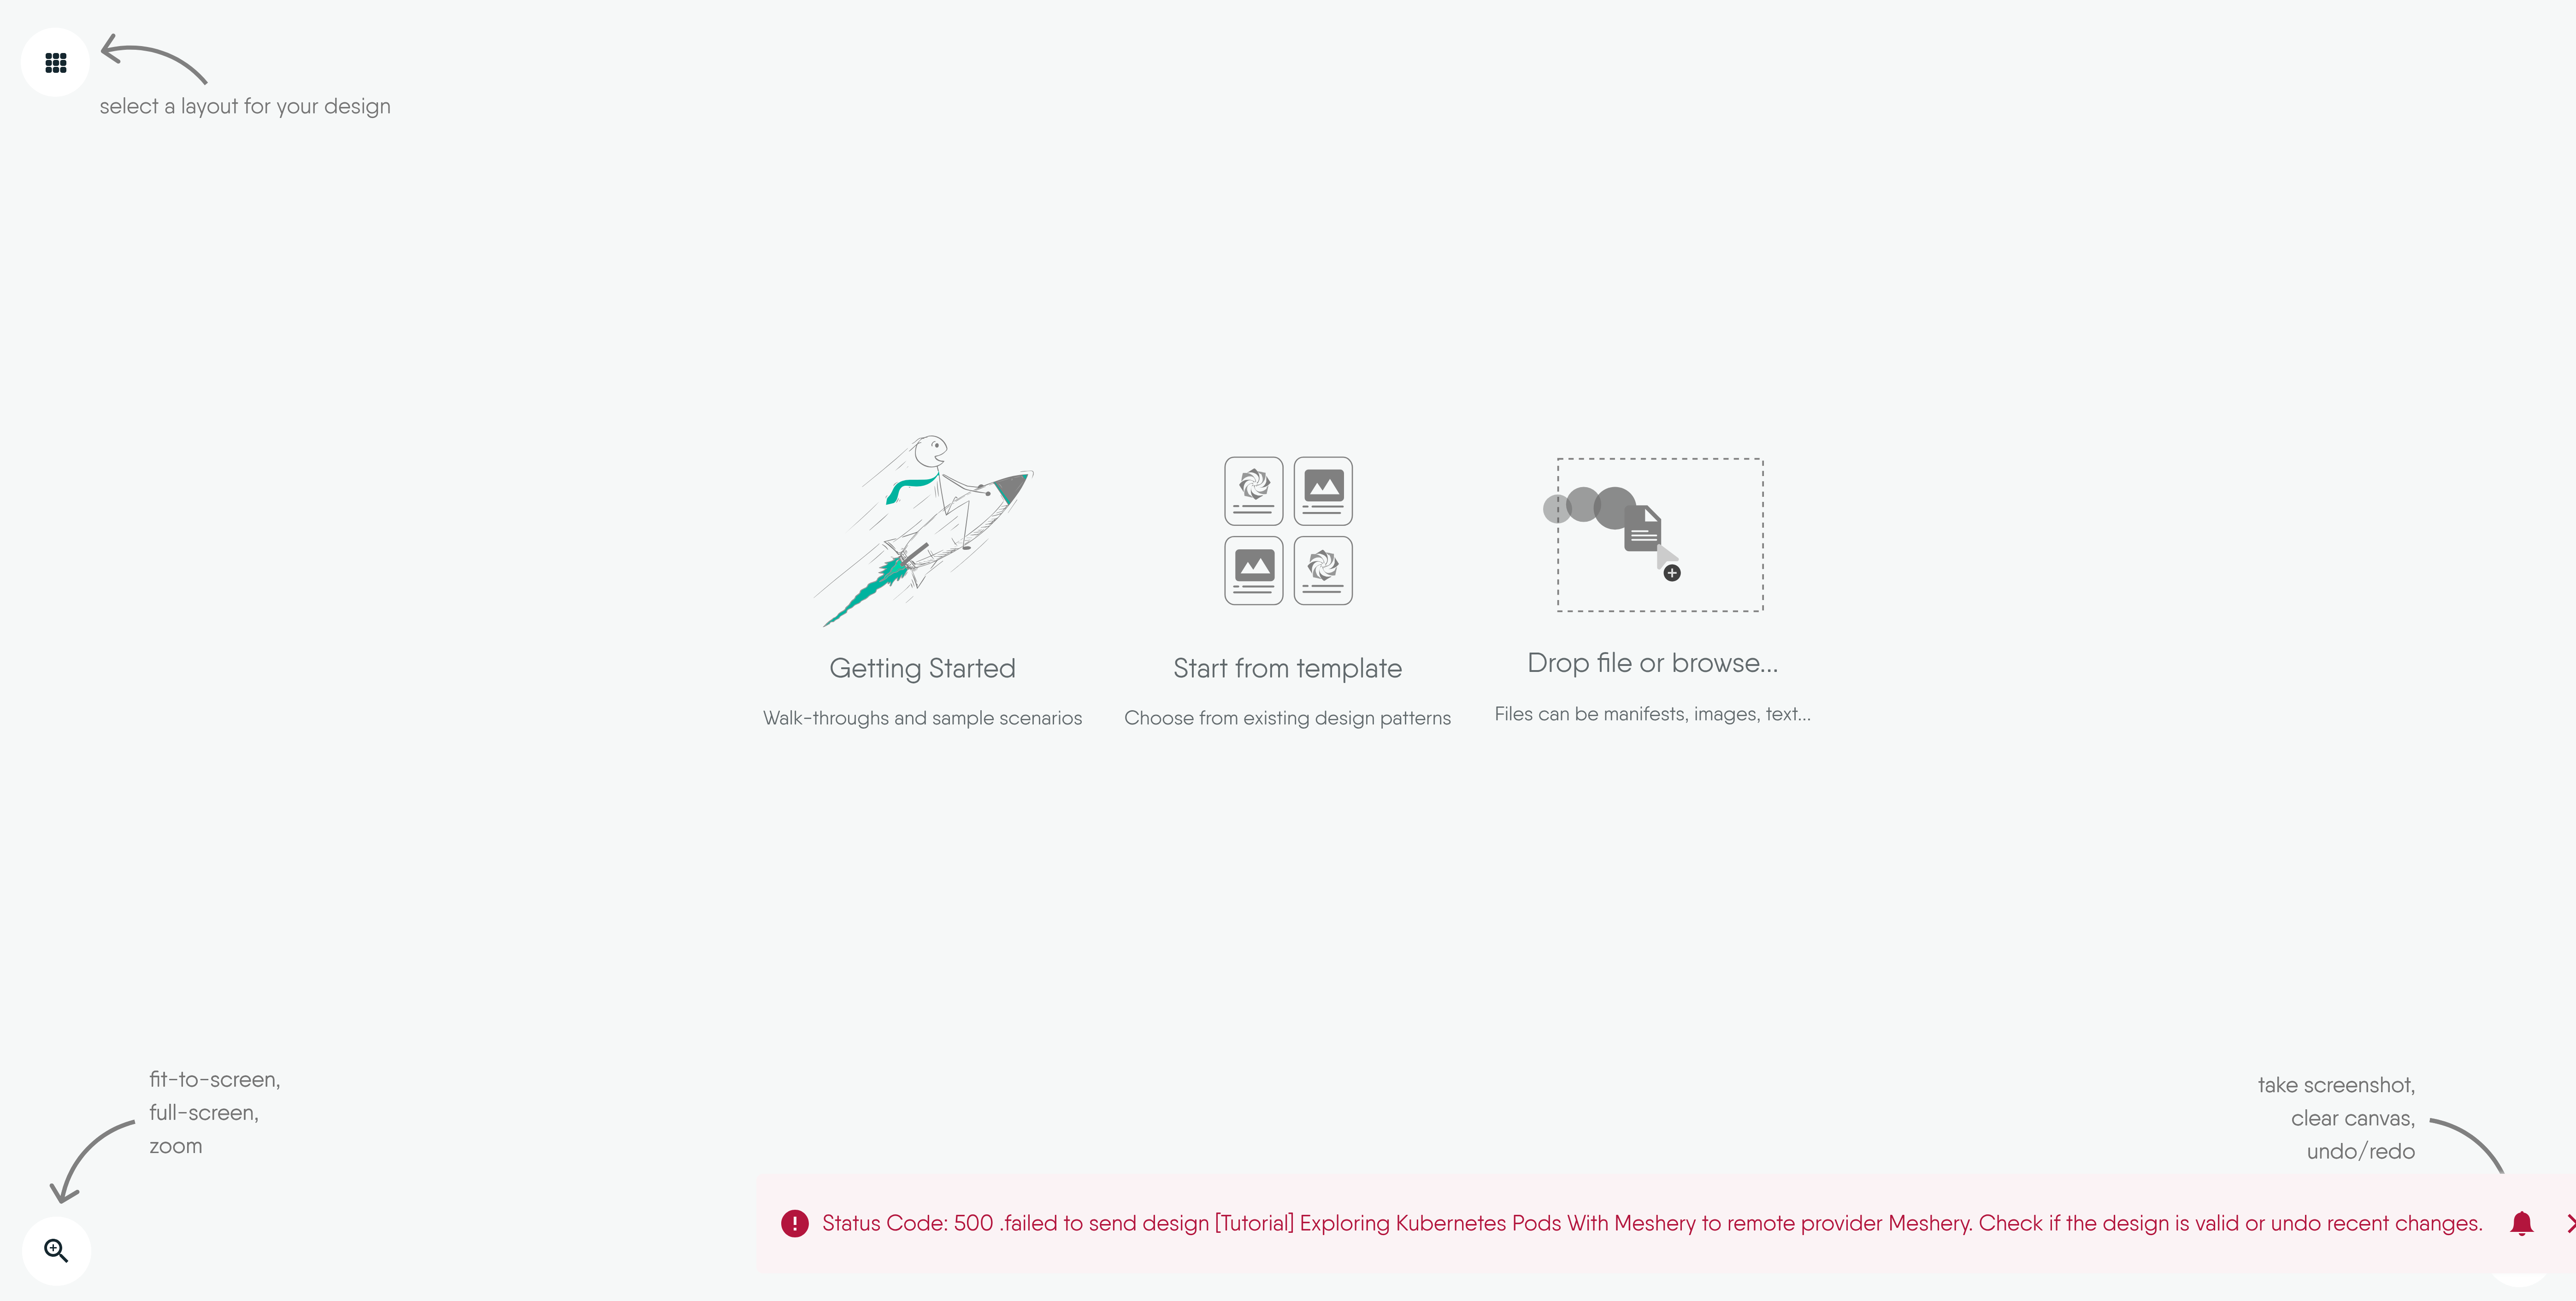 select a layout for your design
Getting Started
Walk-throughs and sample scenarios
Start from template
Choose from existing design patterns
Drop file or browse...
Files can be manifests, images, text...
fit-to-screen,
full-screen,
zoom
take screenshot,
clear canvas,
undo/redo
Status Code: 500 .failed to send design [Tutorial] Exploring Kubernetes Pods With Meshery to remote provider Meshery. Check if the design is valid or undo recent changes.